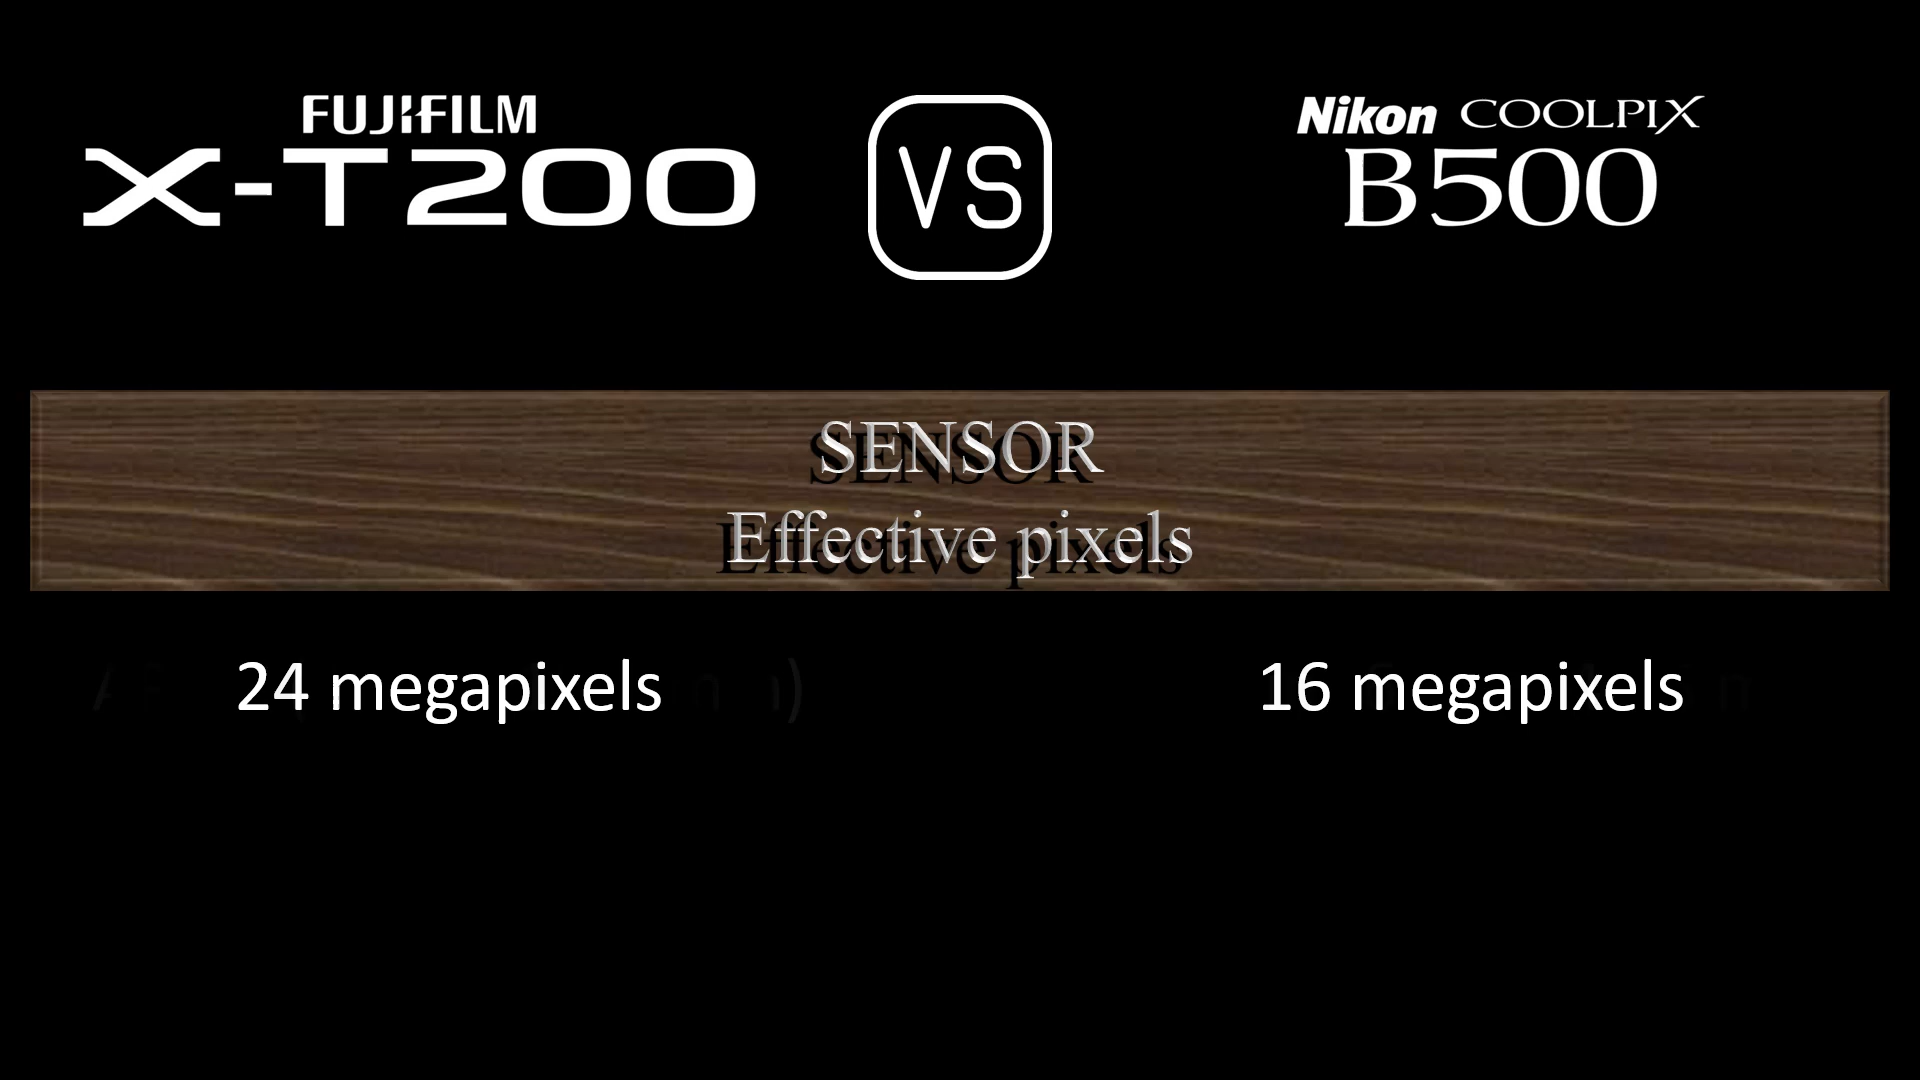 FUJIFILM
X-T200
VS
Nikon COOLPIX
B500
SENSOR
Effective pixels
24 megapixels
16 megapixels